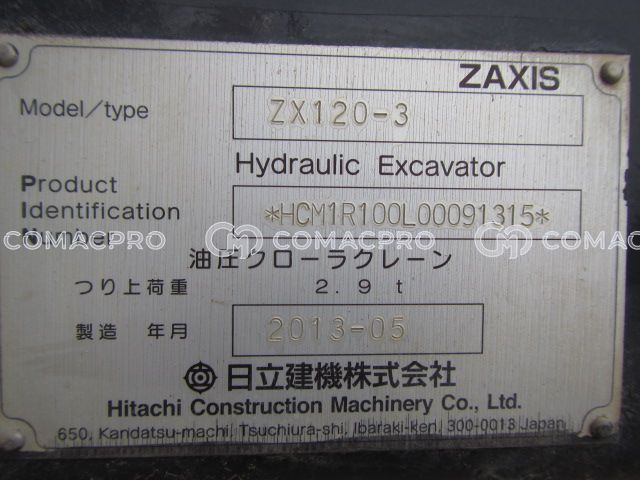 ZAXIS
Model/type ZX120-3
Hydraulic Excavator
Product
Identification
Number
*HCM1R100L00091315*
COMACPRO COMACPRO COMACPRO
油圧クローラクレーン
つり上荷重 2.9 t
製造 年月 2013-05
日立建機株式会社
Hitachi Construction Machinery Co., Ltd.
650, Kandatsu-machi, Tsuchiura-shi, Ibaraki-ken, 300-0013 Japan